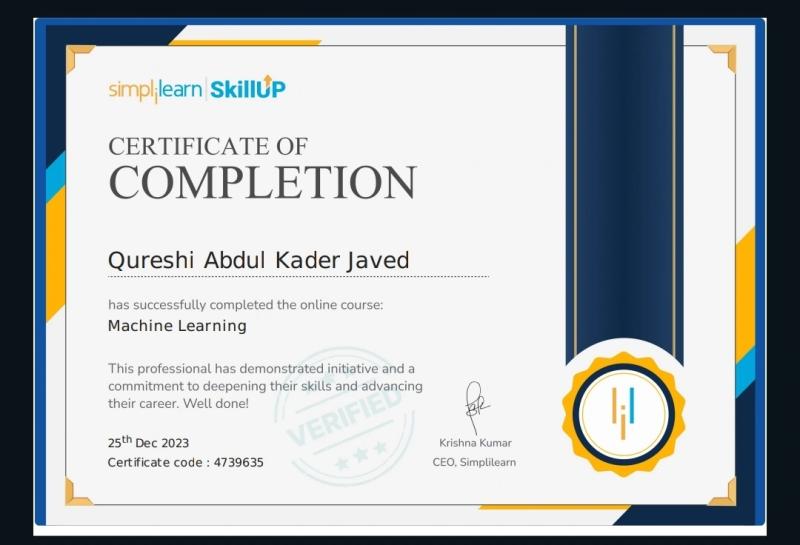 simplilearn | SkillUP
CERTIFICATE OF
COMPLETION
Qureshi Abdul Kader Javed
has successfully completed the online course:
Machine Learning
This professional has demonstrated initiative and a
commitment to deepening their skills and advancing
their career. Well done!
VERIFIED
25th Dec 2023
Certificate code : 4739635
Krishna Kumar
CEO, Simplilearn